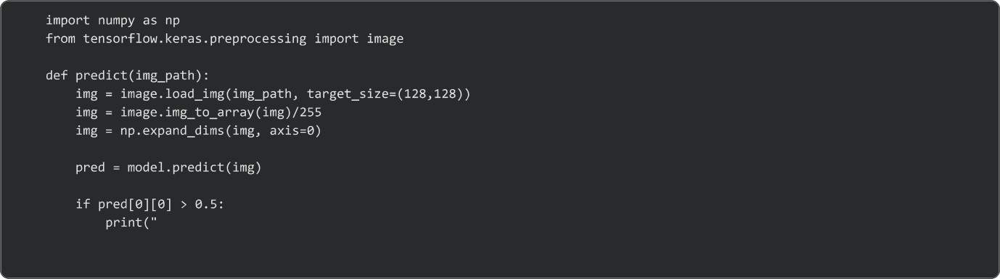 import numpy as np
from tensorflow.keras.preprocessing import image
def predict(img_path):
    img = image.load_img(img_path, target_size=(128,128))
    img = image.img_to_array(img)/255
    img = np.expand_dims(img, axis=0)
    pred = model.predict(img)
    if pred[0][0] > 0.5:
        print("